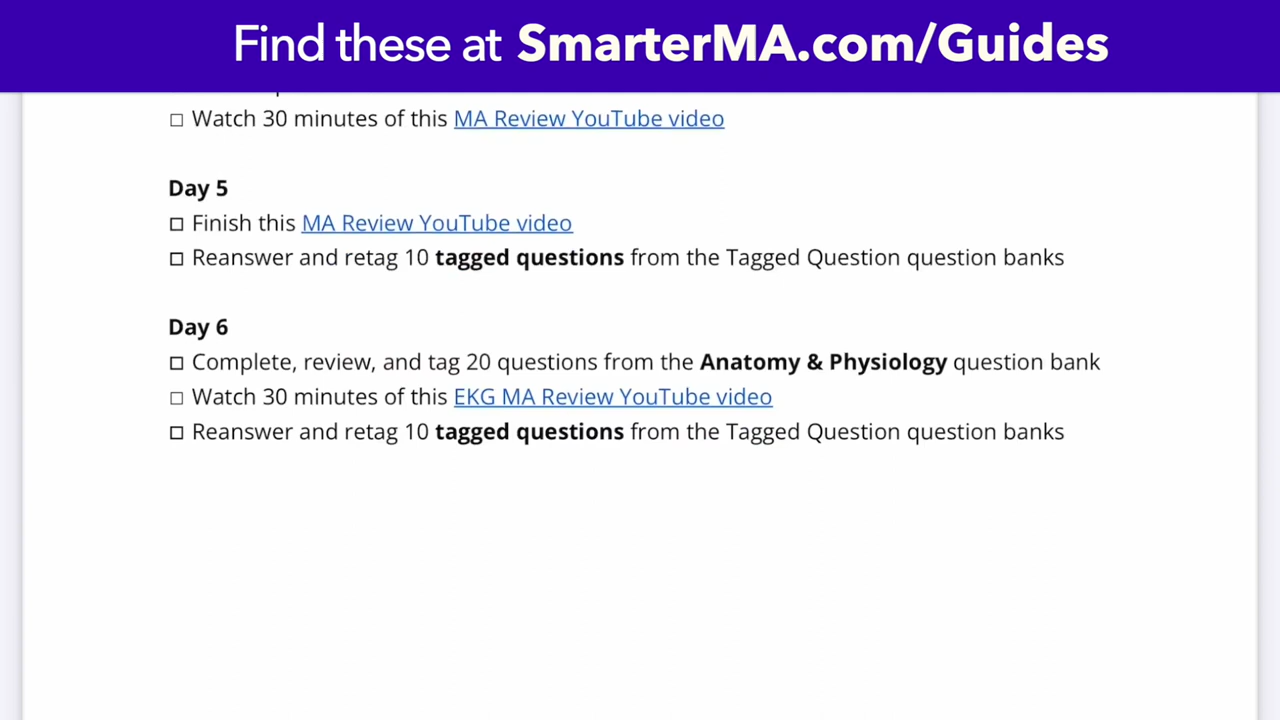 Find these at SmarterMA.com/Guides
☐ Watch 30 minutes of this MA Review YouTube video
Day 5
☐ Finish this MA Review YouTube video
☐ Reanswer and retag 10 tagged questions from the Tagged Question question banks
Day 6
☐ Complete, review, and tag 20 questions from the Anatomy & Physiology question bank
☐ Watch 30 minutes of this EKG MA Review YouTube video
☐ Reanswer and retag 10 tagged questions from the Tagged Question question banks